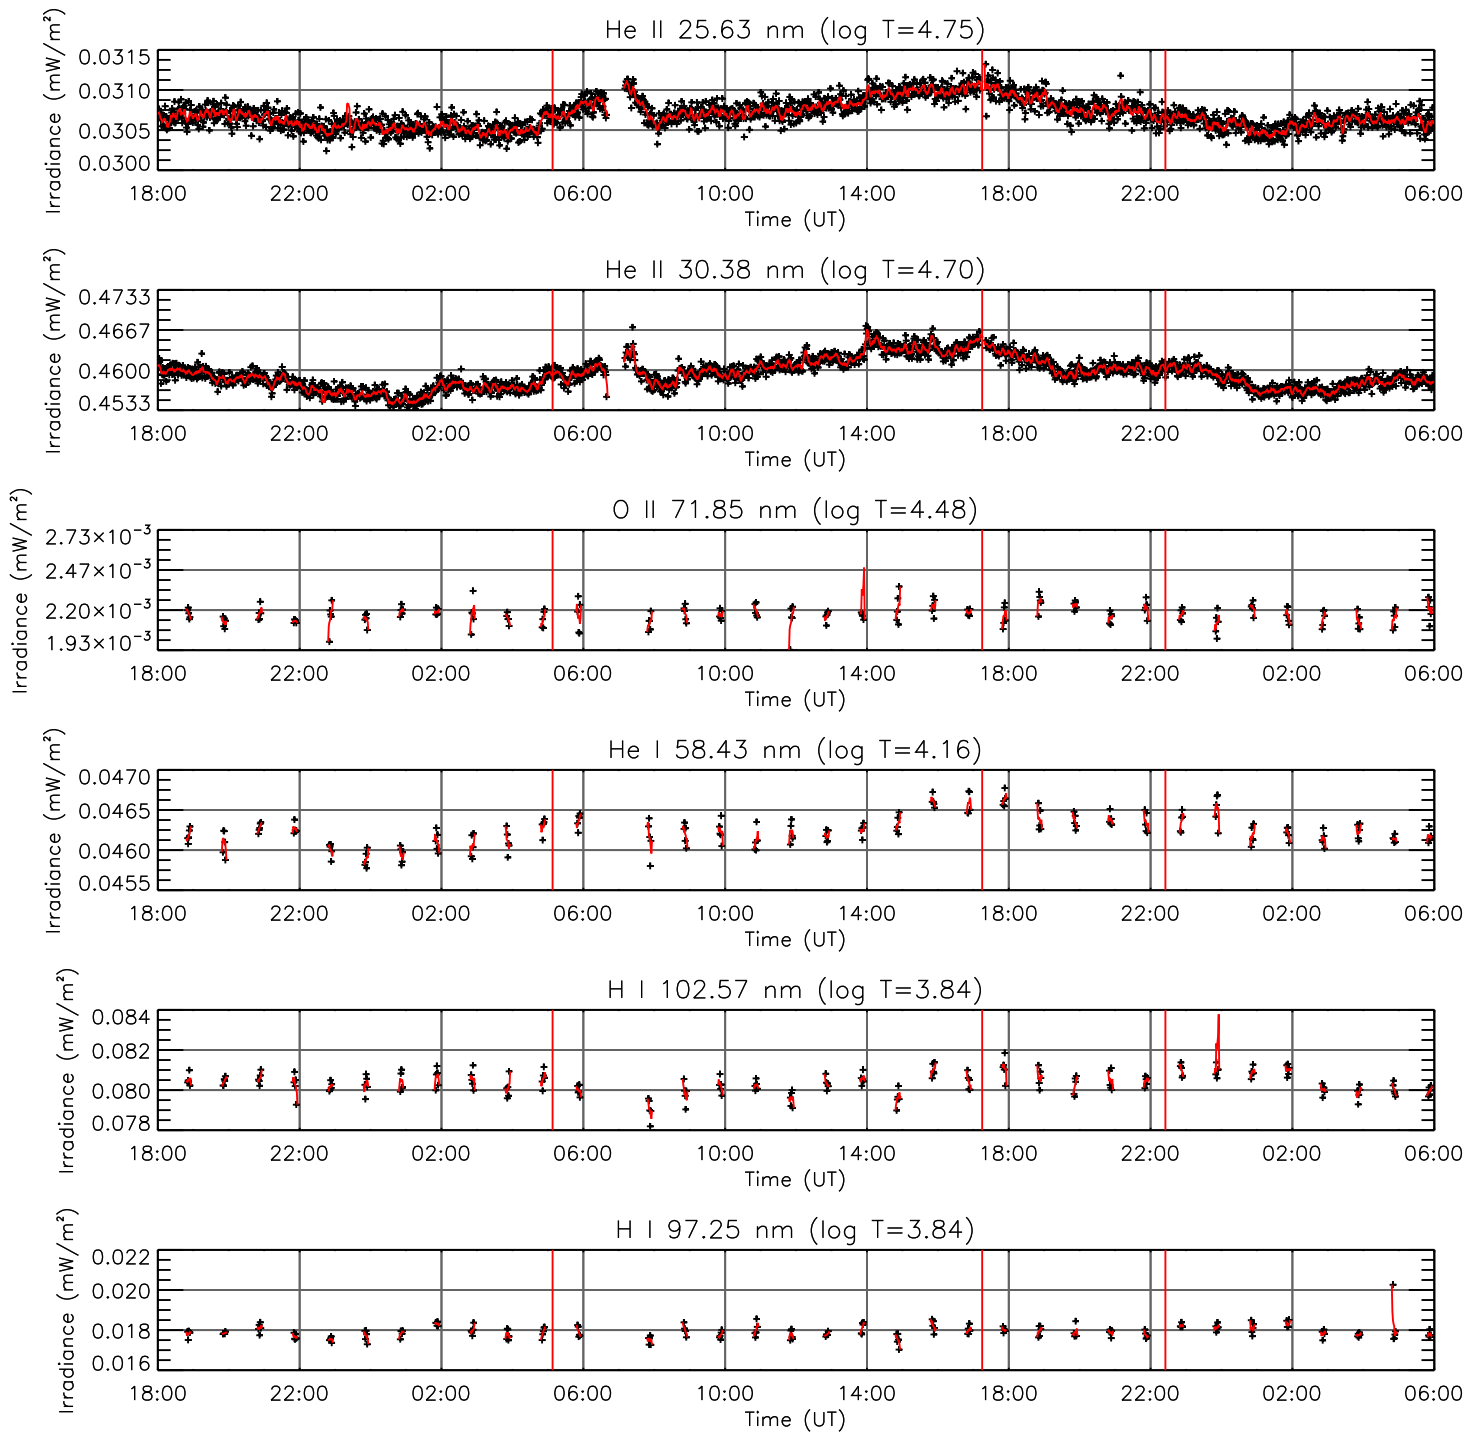 He II 25.63 nm (log T=4.75)
Irradiance (mW/m²)
0.0315
0.0310
0.0305
0.0300
18:00 22:00 02:00 06:00 10:00 14:00 18:00 22:00 02:00 06:00
Time (UT)
He II 30.38 nm (log T=4.70)
Irradiance (mW/m²)
0.4733
0.4667
0.4600
0.4533
18:00 22:00 02:00 06:00 10:00 14:00 18:00 22:00 02:00 06:00
Time (UT)
O II 71.85 nm (log T=4.48)
Irradiance (mW/m²)
2.73×10⁻³
2.47×10⁻³
2.20×10⁻³
1.93×10⁻³
18:00 22:00 02:00 06:00 10:00 14:00 18:00 22:00 02:00 06:00
Time (UT)
He I 58.43 nm (log T=4.16)
Irradiance (mW/m²)
0.0470
0.0465
0.0460
0.0455
18:00 22:00 02:00 06:00 10:00 14:00 18:00 22:00 02:00 06:00
Time (UT)
H I 102.57 nm (log T=3.84)
Irradiance (mW/m²)
0.084
0.082
0.080
0.078
18:00 22:00 02:00 06:00 10:00 14:00 18:00 22:00 02:00 06:00
Time (UT)
H I 97.25 nm (log T=3.84)
Irradiance (mW/m²)
0.022
0.020
0.018
0.016
18:00 22:00 02:00 06:00 10:00 14:00 18:00 22:00 02:00 06:00
Time (UT)